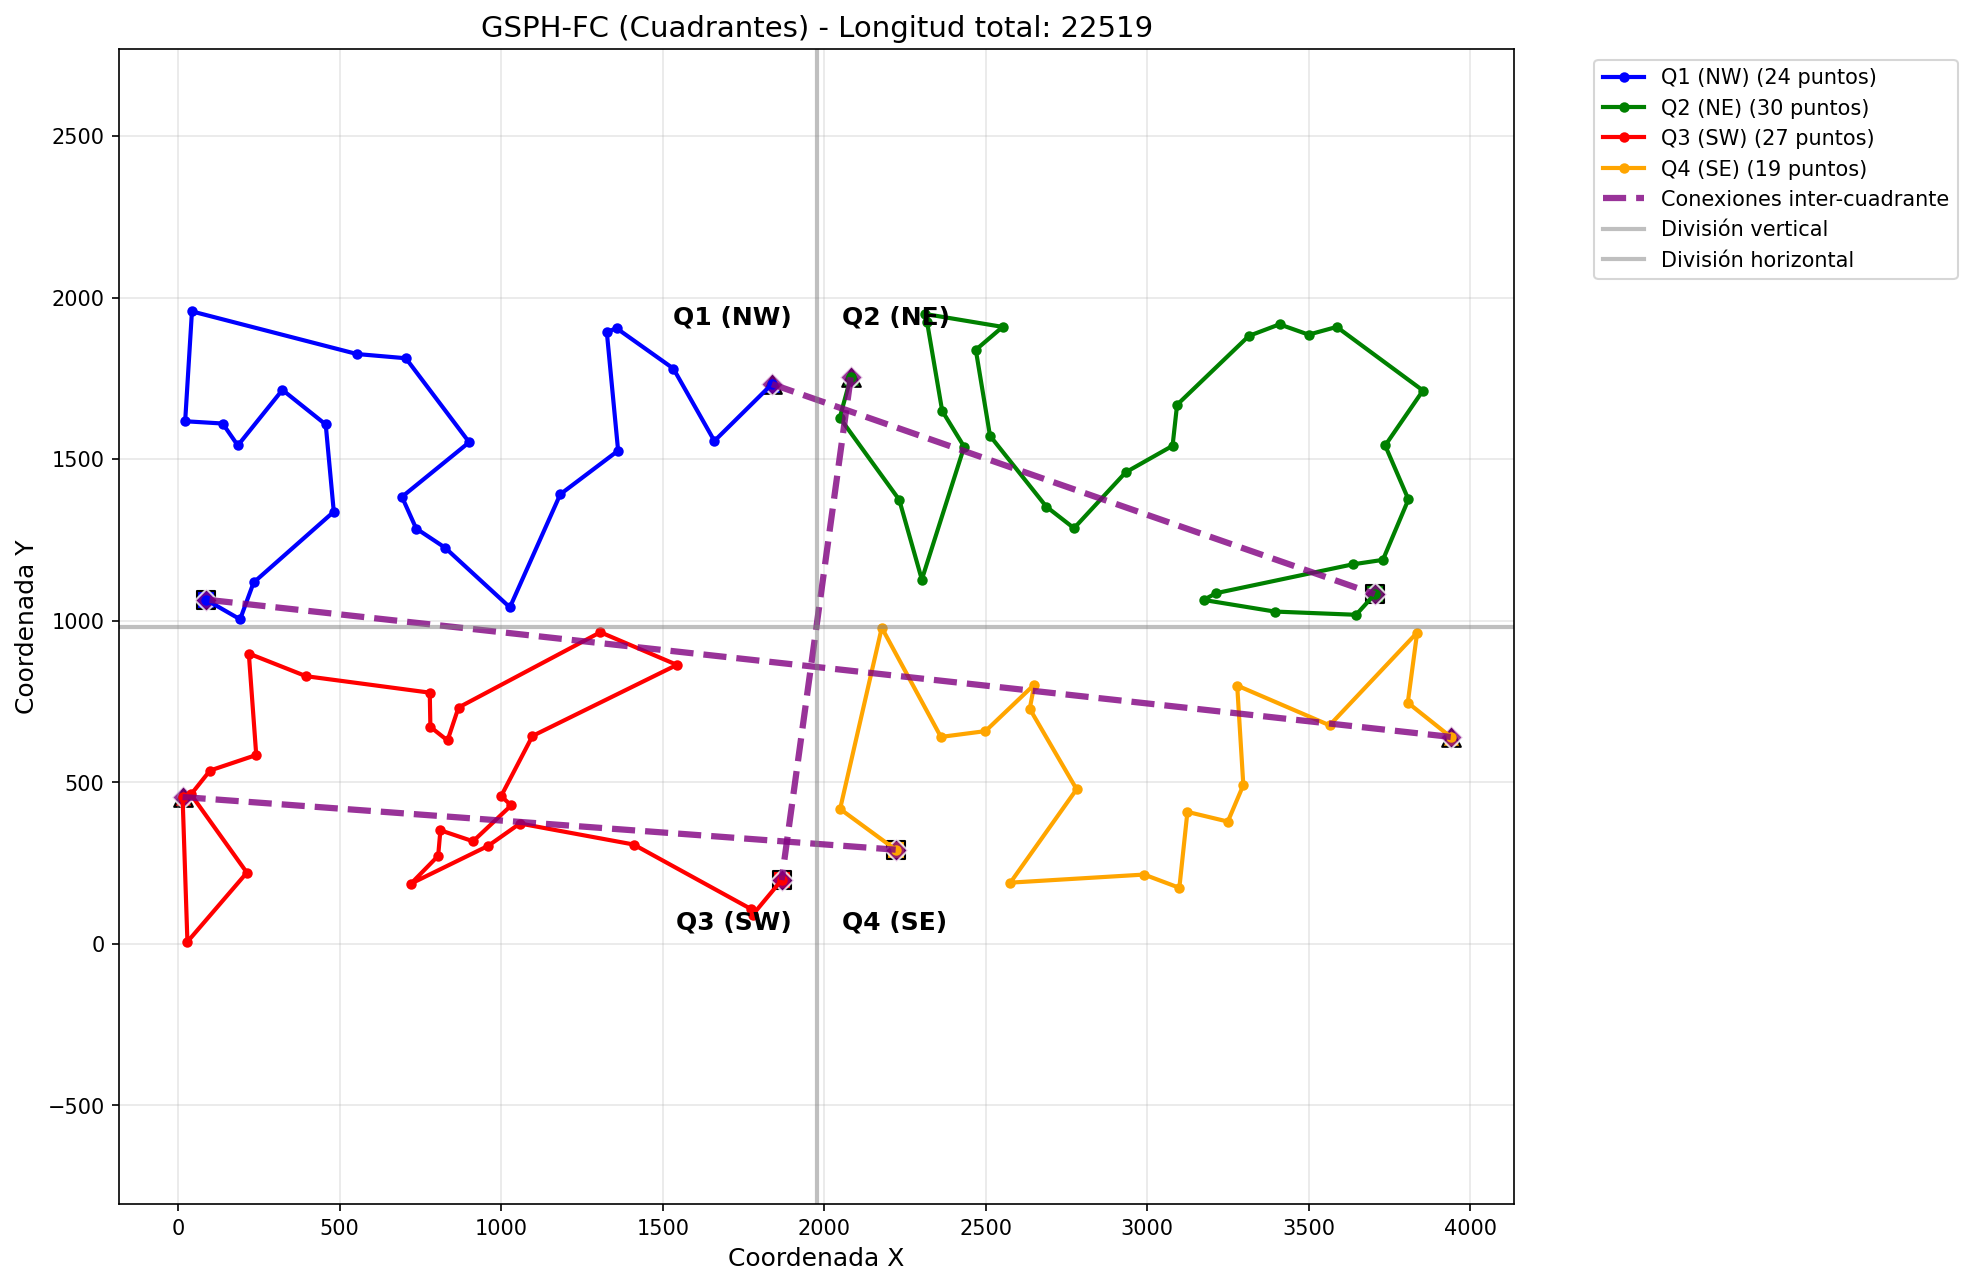 GSPH-FC (Cuadrantes) - Longitud total: 22519
Q1 (NW) (24 puntos)
Q2 (NE) (30 puntos)
Q3 (SW) (27 puntos)
Q4 (SE) (19 puntos)
Conexiones inter-cuadrante
División vertical
División horizontal
2500
2000
1500
1000
500
0
−500
Coordenada Y
Q1 (NW)
Q2 (NE)
Q3 (SW)
Q4 (SE)
0
500
1000
1500
2000
2500
3000
3500
4000
Coordenada X